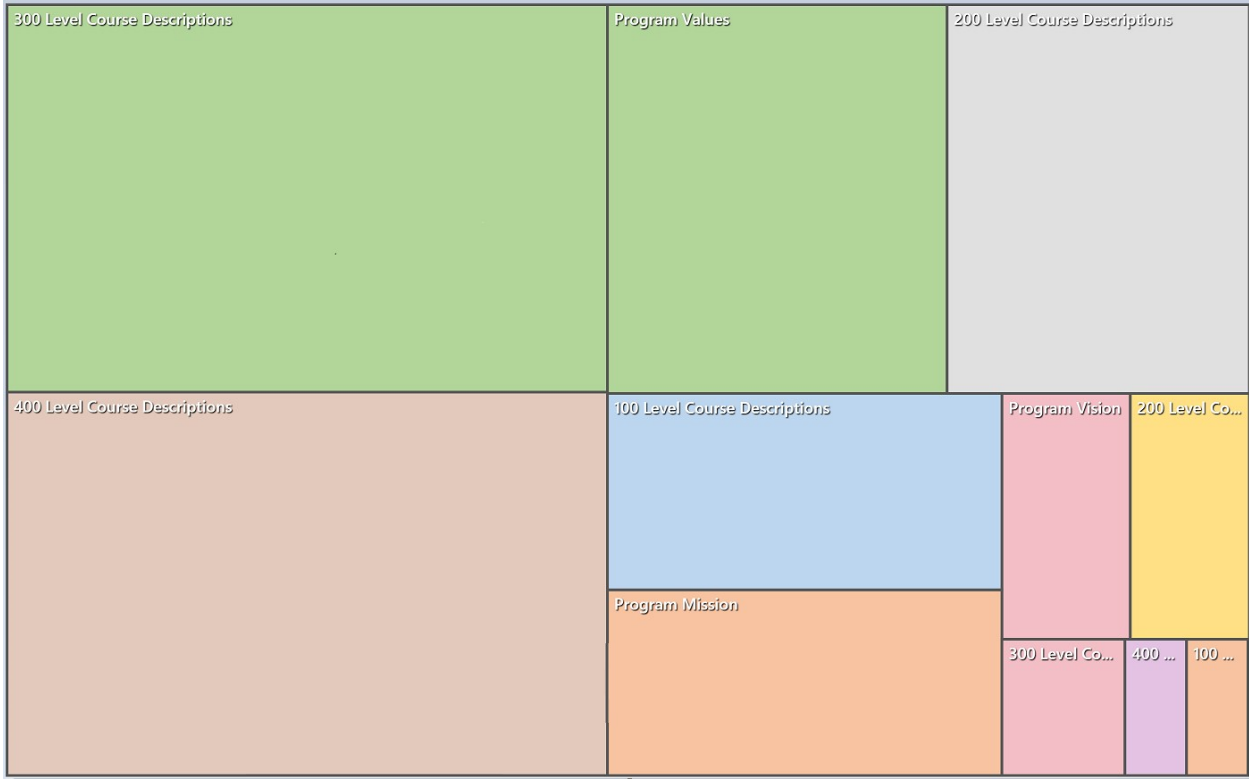 300 Level Course Descriptions
Program Values
200 Level Course Descriptions
400 Level Course Descriptions
100 Level Course Descriptions
Program Vision
200 Level Co...
Program Mission
300 Level Co...
400 ...
100 ...